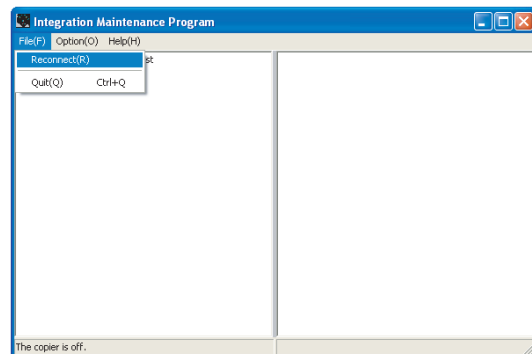 Integration Maintenance Program
File(F) Option(O) Help(H)
Reconnect(R) st
Quit(Q) Ctrl+Q
The copier is off.